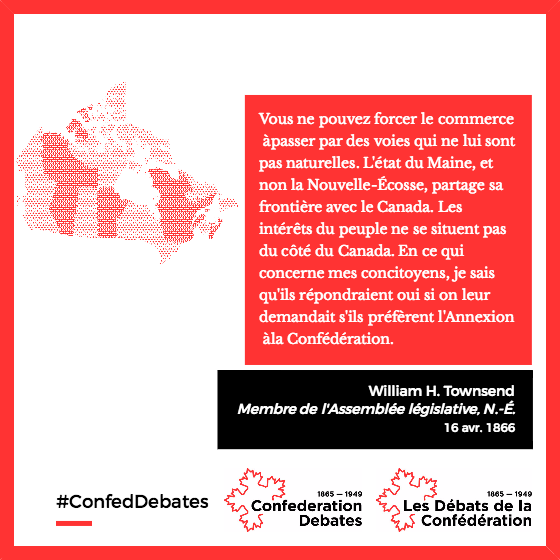 Vous ne pouvez forcer le commerce
àpasser par des voies qui ne lui sont
pas naturelles. L'état du Maine, et
non la Nouvelle-Écosse, partage sa
frontière avec le Canada. Les
intérêts du peuple ne se situent pas
du côté du Canada. En ce qui
concerne mes concitoyens, je sais
qu'ils répondraient oui si on leur
demandait s'ils préfèrent l'Annexion
àla Confédération.
William H. Townsend
Membre de l'Assemblée législative, N.-É.
16 avr. 1866
#ConfedDebates
1865 — 1949
Confederation
Debates
1865 — 1949
Les Débats de la
Confédération